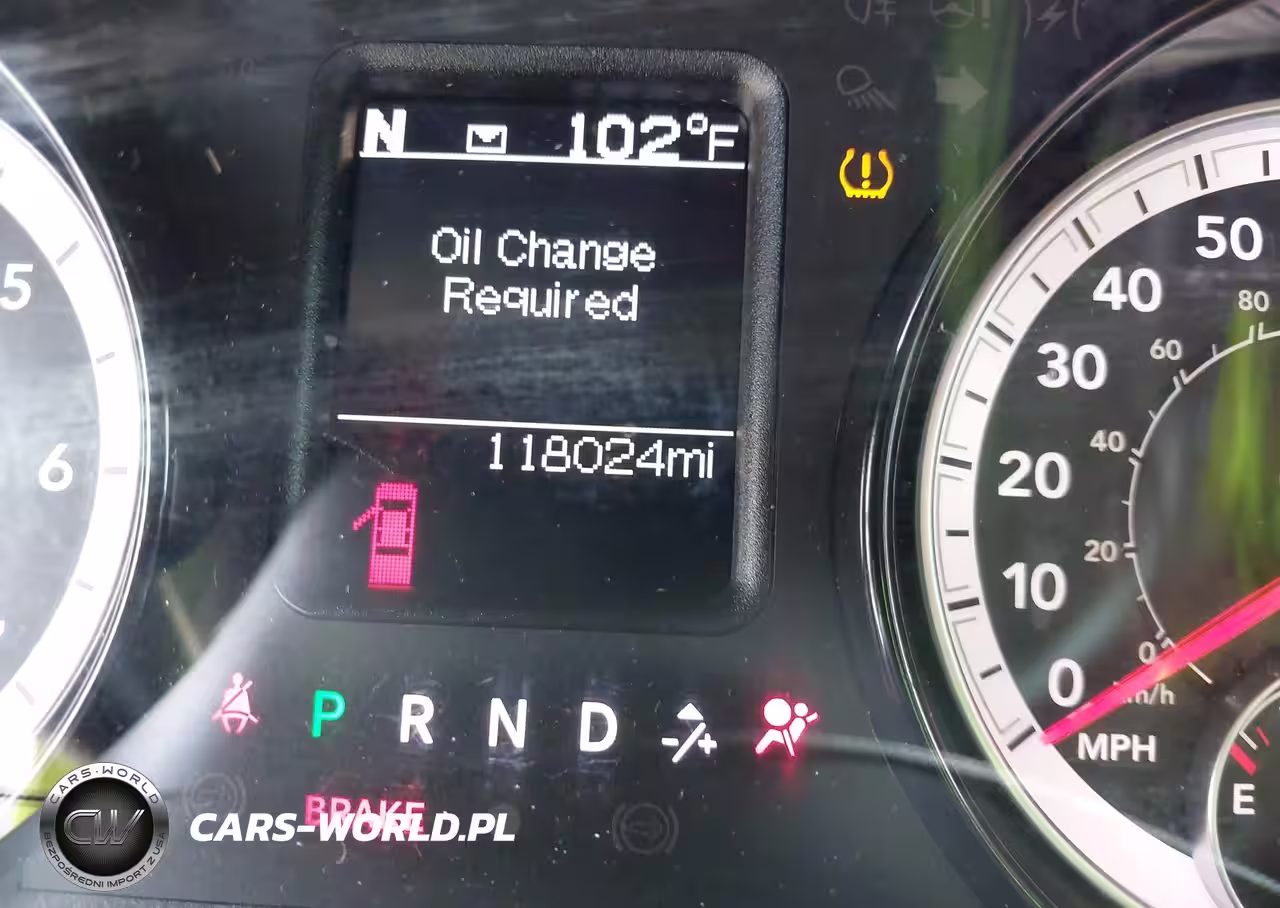 N 102°F
Oil Change
Required
118024mi
5
6
P R N D -/+
BRAKE
50
40
30
20
10
0
MPH
80
60
40
20
0
km/h
E
CARS-WORLD
CW
BEZPOŚREDNI IMPORT Z USA
CARS-WORLD.PL